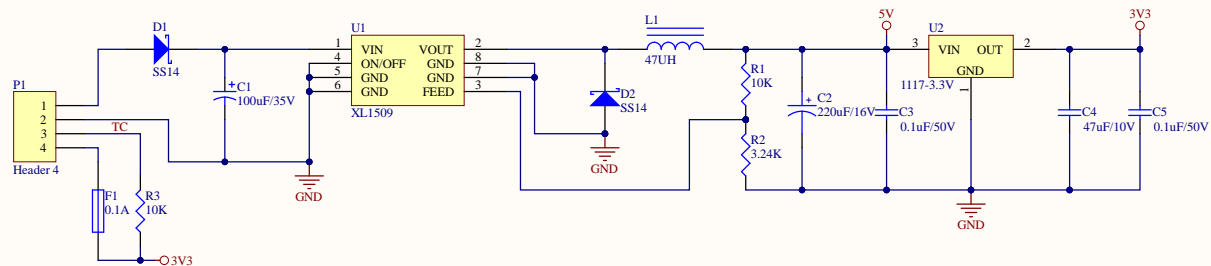 P1
1
2
3
4
Header 4
TC
D1
SS14
C1
100uF/35V
F1
0.1A
R3
10K
3V3
GND
U1
1 VIN VOUT 2
4 ON/OFF GND 8
5 GND GND 7
6 GND FEED 3
XL1509
D2
SS14
GND
L1
47UH
R1
10K
R2
3.24K
C2
220uF/16V
5V
C3
0.1uF/50V
U2
3 VIN OUT 2
GND
1
1117-3.3V
GND
C4
47uF/10V
3V3
C5
0.1uF/50V